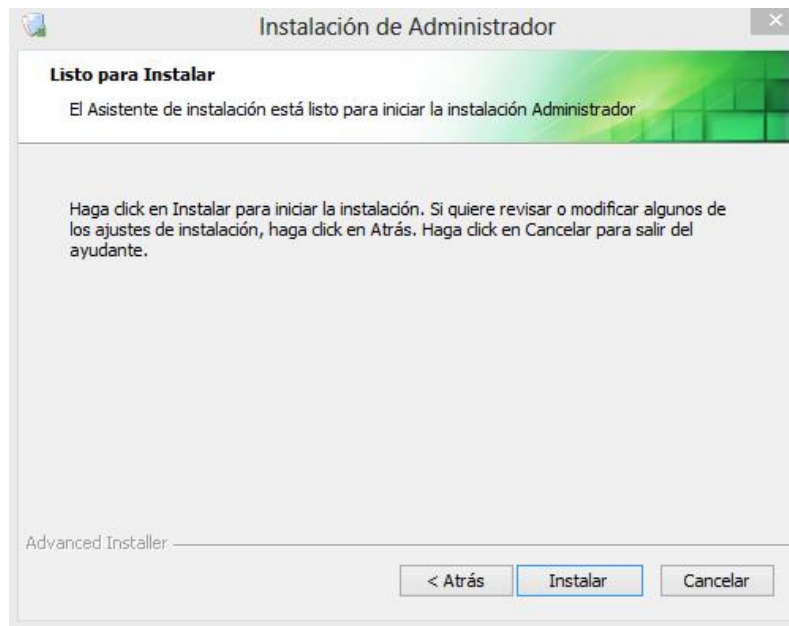 Instalación de Administrador
Listo para Instalar
El Asistente de instalación está listo para iniciar la instalación Administrador
Haga click en Instalar para iniciar la instalación. Si quiere revisar o modificar algunos de
los ajustes de instalación, haga click en Atrás. Haga click en Cancelar para salir del
ayudante.
Advanced Installer
< Atrás Instalar Cancelar